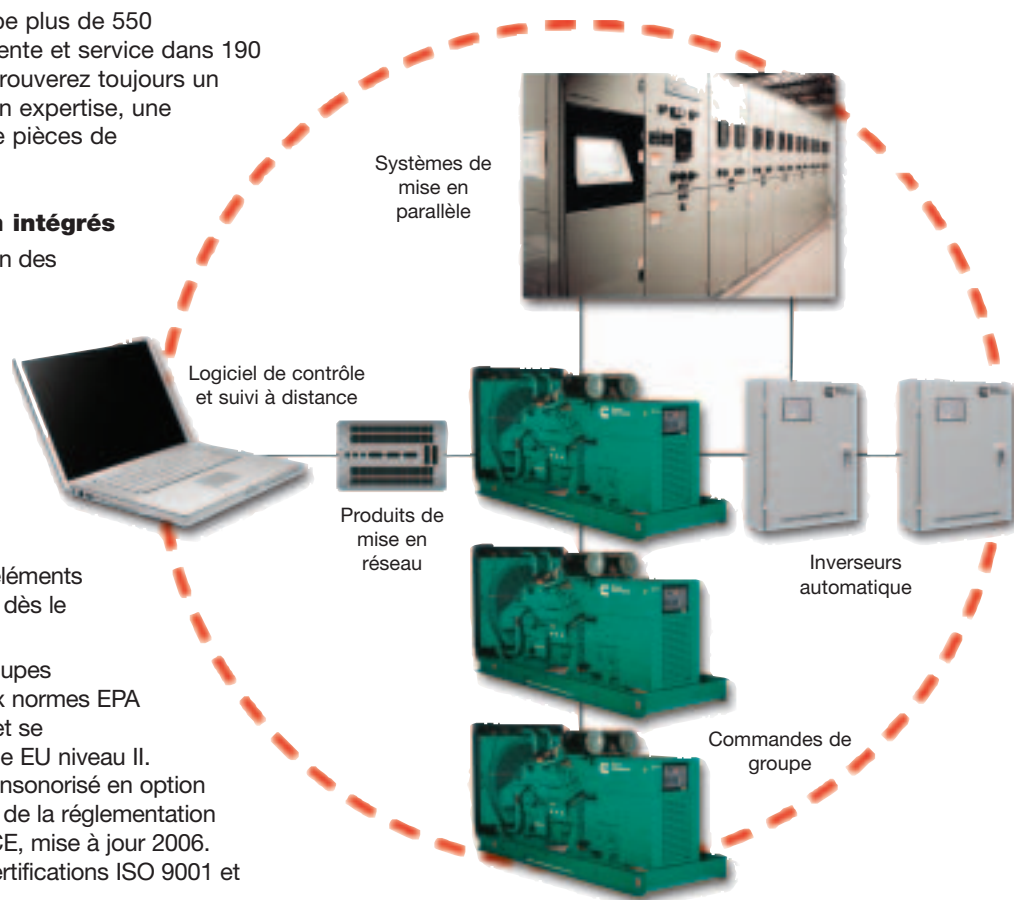 pe plus de 550
ente et service dans 190
rouverez toujours un
n expertise, une
e pièces de
n intégrés
n des
Systèmes de
mise en
parallèle
Logiciel de contrôle
et suivi à distance
Produits de
mise en
réseau
Inverseurs
automatique
Commandes de
groupe
éléments
dès le
upes
x normes EPA
et se
e EU niveau II.
nsonorisé en option
de la réglementation
CE, mise à jour 2006.
ertifications ISO 9001 et